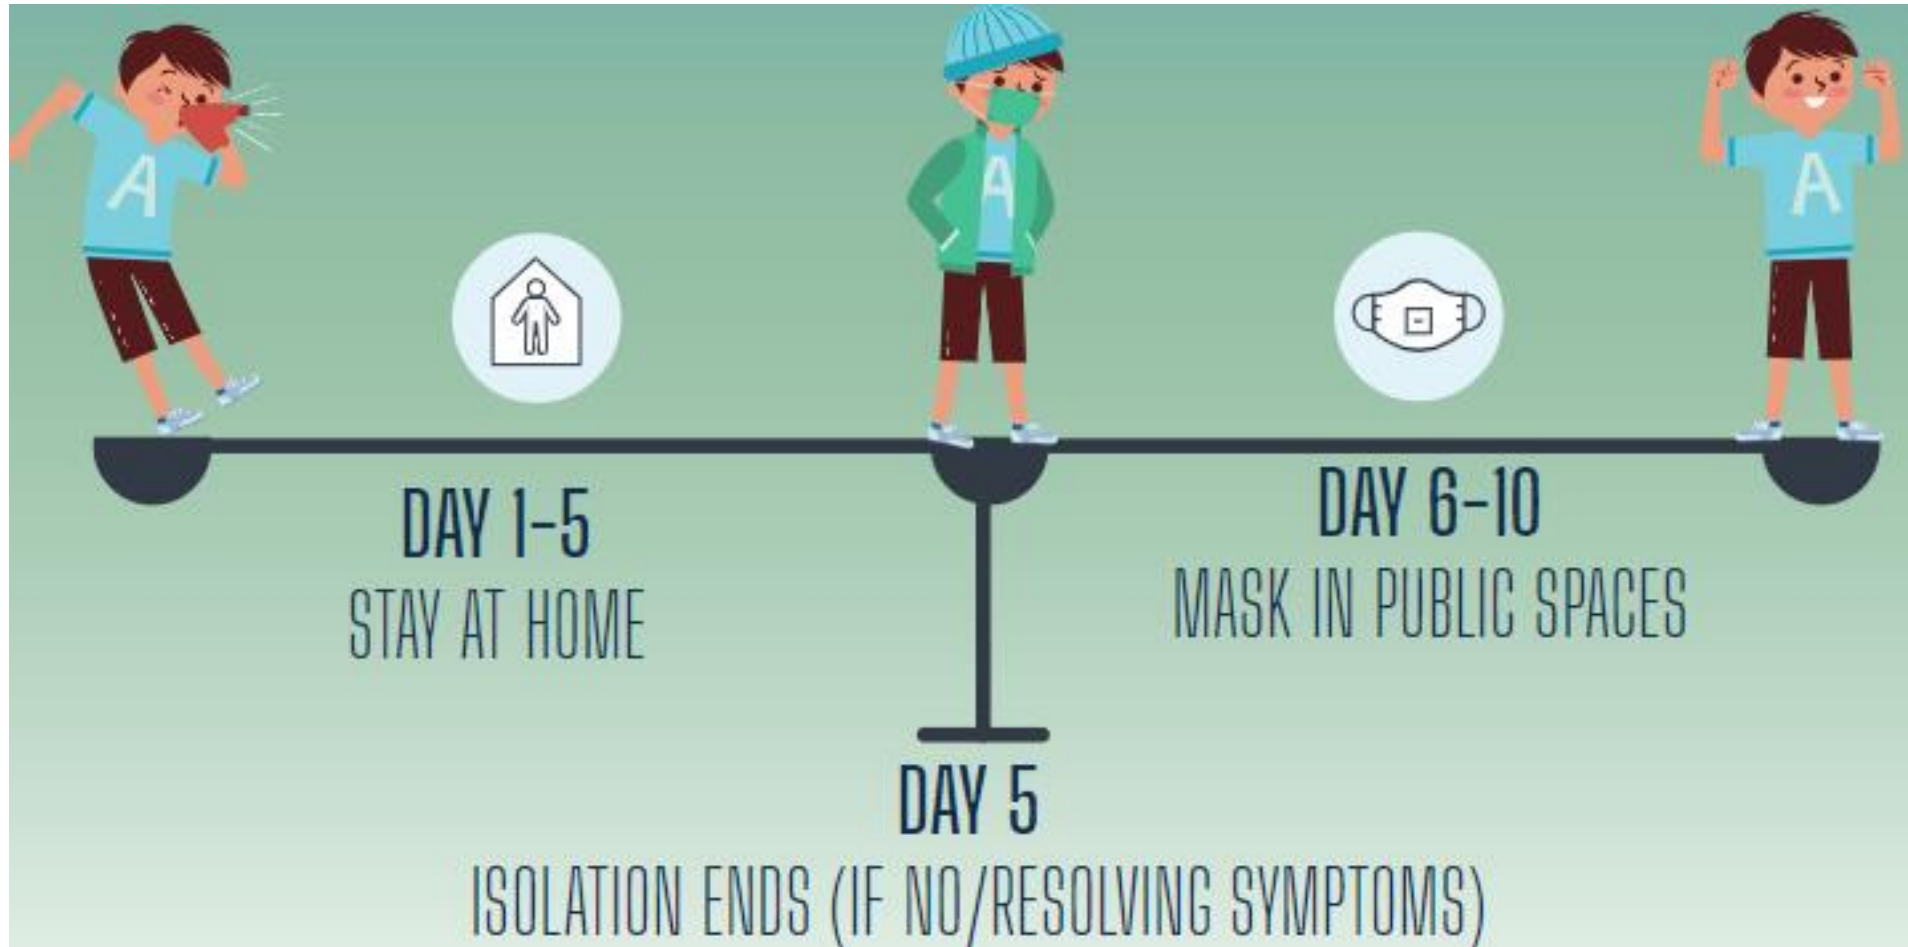 A
A
A
DAY 1-5
STAY AT HOME
DAY 6-10
MASK IN PUBLIC SPACES
DAY 5
ISOLATION ENDS (IF NO/RESOLVING SYMPTOMS)